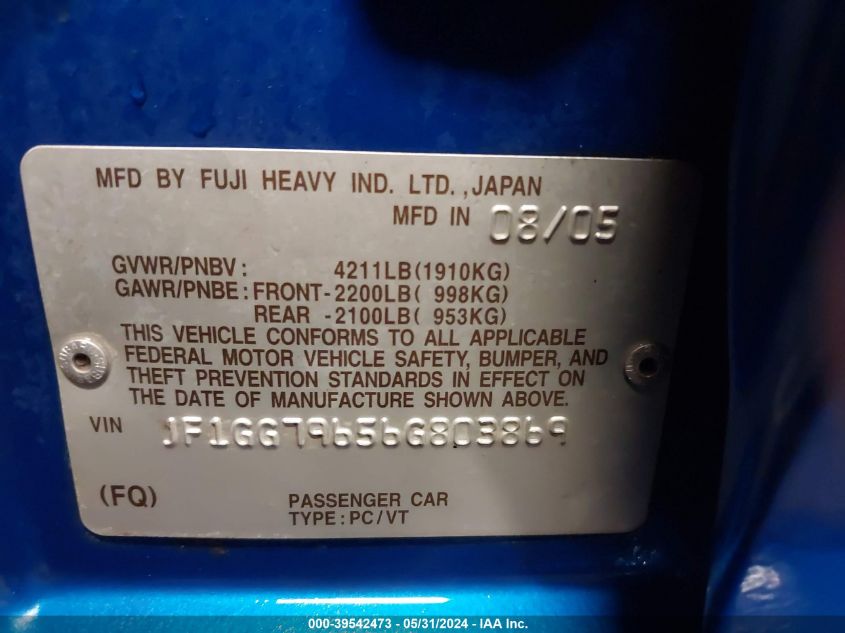 MFD BY FUJI HEAVY IND. LTD.,JAPAN
MFD IN 08/05
GVWR/PNBV: 4211LB(1910KG)
GAWR/PNBE: FRONT-2200LB( 998KG)
REAR -2100LB( 953KG)
THIS VEHICLE CONFORMS TO ALL APPLICABLE
FEDERAL MOTOR VEHICLE SAFETY, BUMPER, AND
THEFT PREVENTION STANDARDS IN EFFECT ON
THE DATE OF MANUFACTURE SHOWN ABOVE.
VIN JF1GG79656G803869
(FQ) PASSENGER CAR
TYPE:PC/VT
000-39542473 - 05/31/2024 - IAA Inc.